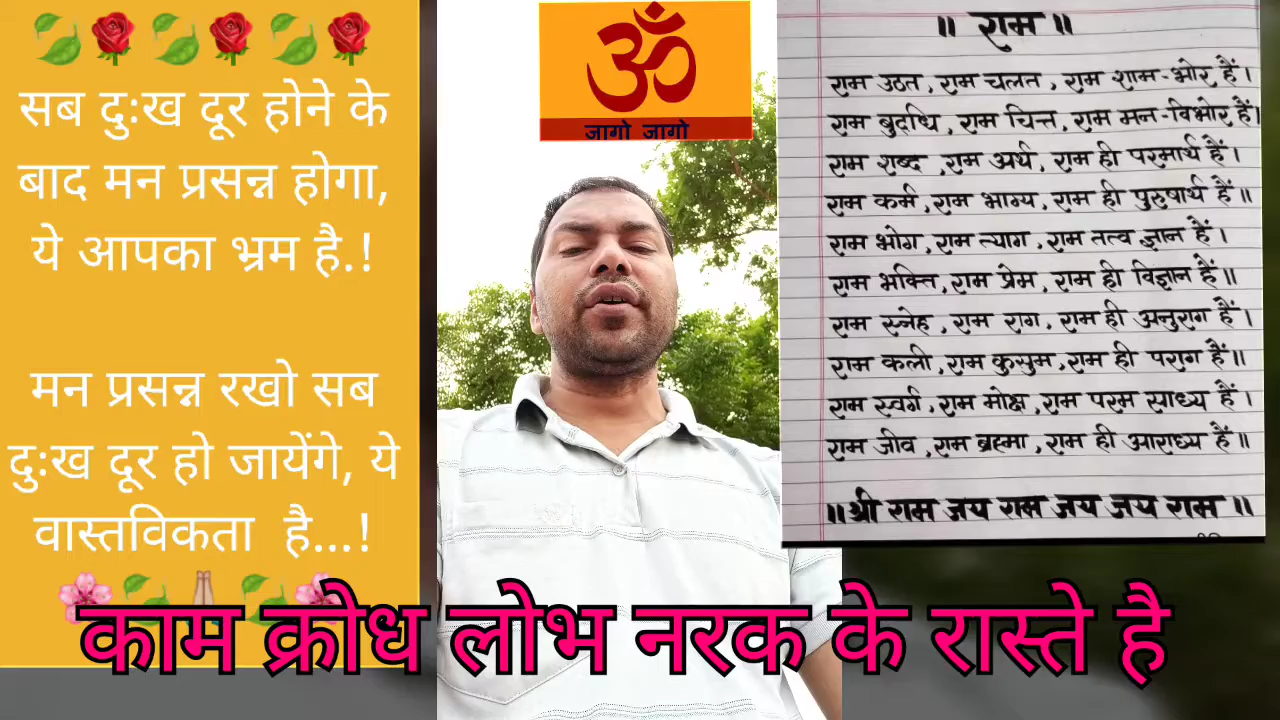 सब दुःख दूर होने के
बाद मन प्रसन्न होगा,
ये आपका भ्रम है.!
मन प्रसन्न रखो सब
दुःख दूर हो जायेंगे, ये
वास्तविकता है...!
ॐ
जागो जागो
॥ राम ॥
राम उठत, राम चलत, राम शाम-भोर हैं।
राम बुद्धि, राम चित्त, राम मन-विभोर हैं।
राम शब्द, राम अर्थ, राम ही परमार्थ हैं।
राम कर्म, राम भाग्य, राम ही पुरुषार्थ हैं॥
राम भोग, राम त्याग, राम तत्व ज्ञान हैं।
राम भक्ति, राम प्रेम, राम ही विज्ञान हैं॥
राम स्नेह, राम राग, राम ही अनुराग हैं।
राम कली, राम कुसुम, राम ही पराग हैं॥
राम स्वर्ग, राम मोक्ष, राम परम साध्य हैं।
राम जीव, राम ब्रह्मा, राम ही आराध्य हैं॥
॥ श्री राम जय राम जय जय राम ॥
काम क्रोध लोभ नरक के रास्ते है